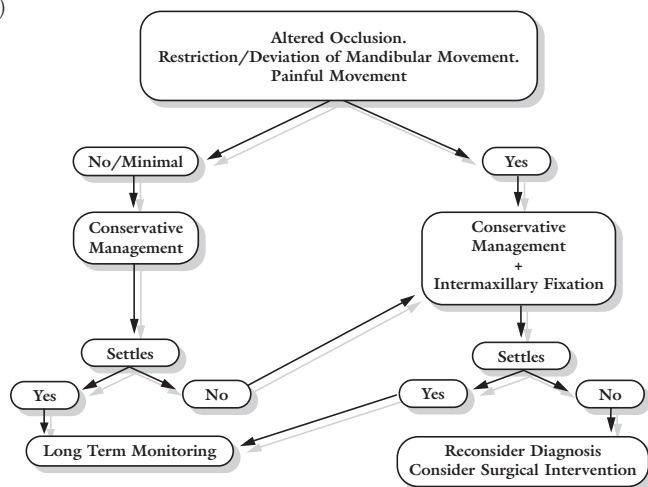 )
Altered Occlusion.
Restriction/Deviation of Mandibular Movement.
Painful Movement
No/Minimal
Yes
Conservative
Management
Conservative
Management
+
Intermaxillary Fixation
Settles
Settles
Yes
No
Yes
No
Long Term Monitoring
Reconsider Diagnosis
Consider Surgical Intervention